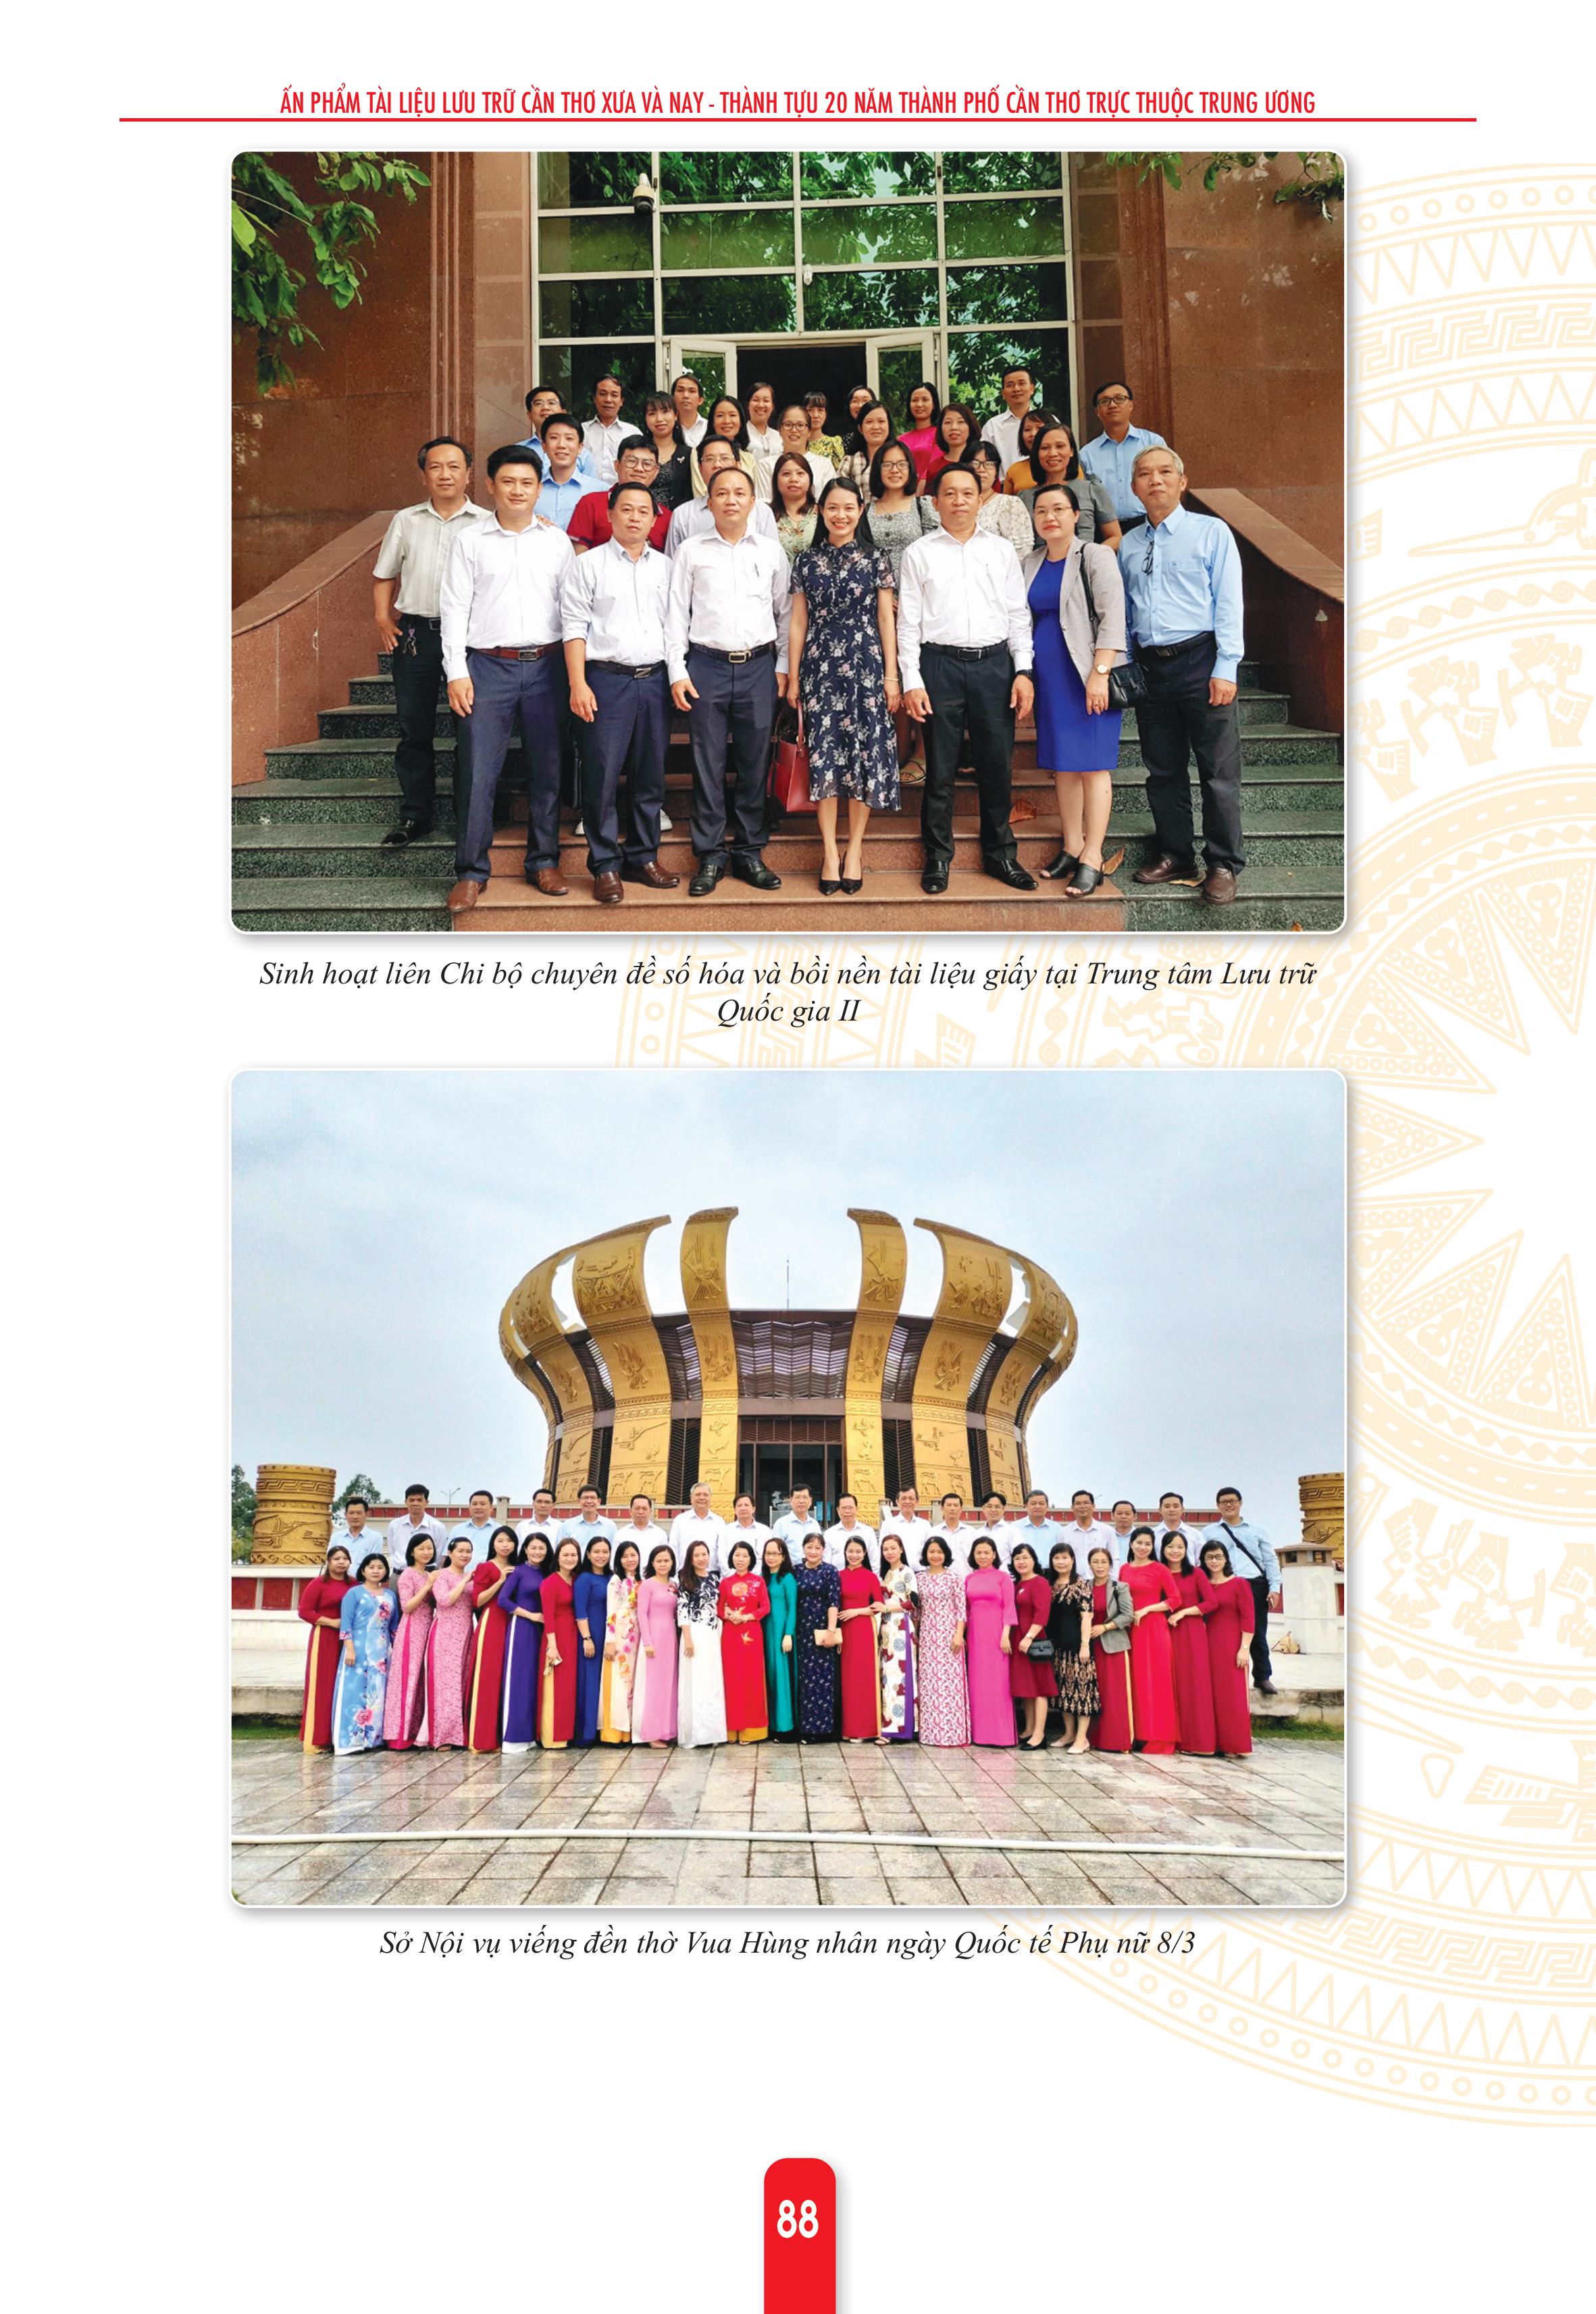 ẤN PHẨM TÀI LIỆU LƯU TRỮ CẦN THƠ XƯA VÀ NAY - THÀNH TỰU 20 NĂM THÀNH PHỐ CẦN THƠ TRỰC THUỘC TRUNG ƯƠNG
Sinh hoạt liên Chi bộ chuyên đề số hóa và bồi nền tài liệu giấy tại Trung tâm Lưu trữ
Quốc gia II
Sở Nội vụ viếng đền thờ Vua Hùng nhân ngày Quốc tế Phụ nữ 8/3
88